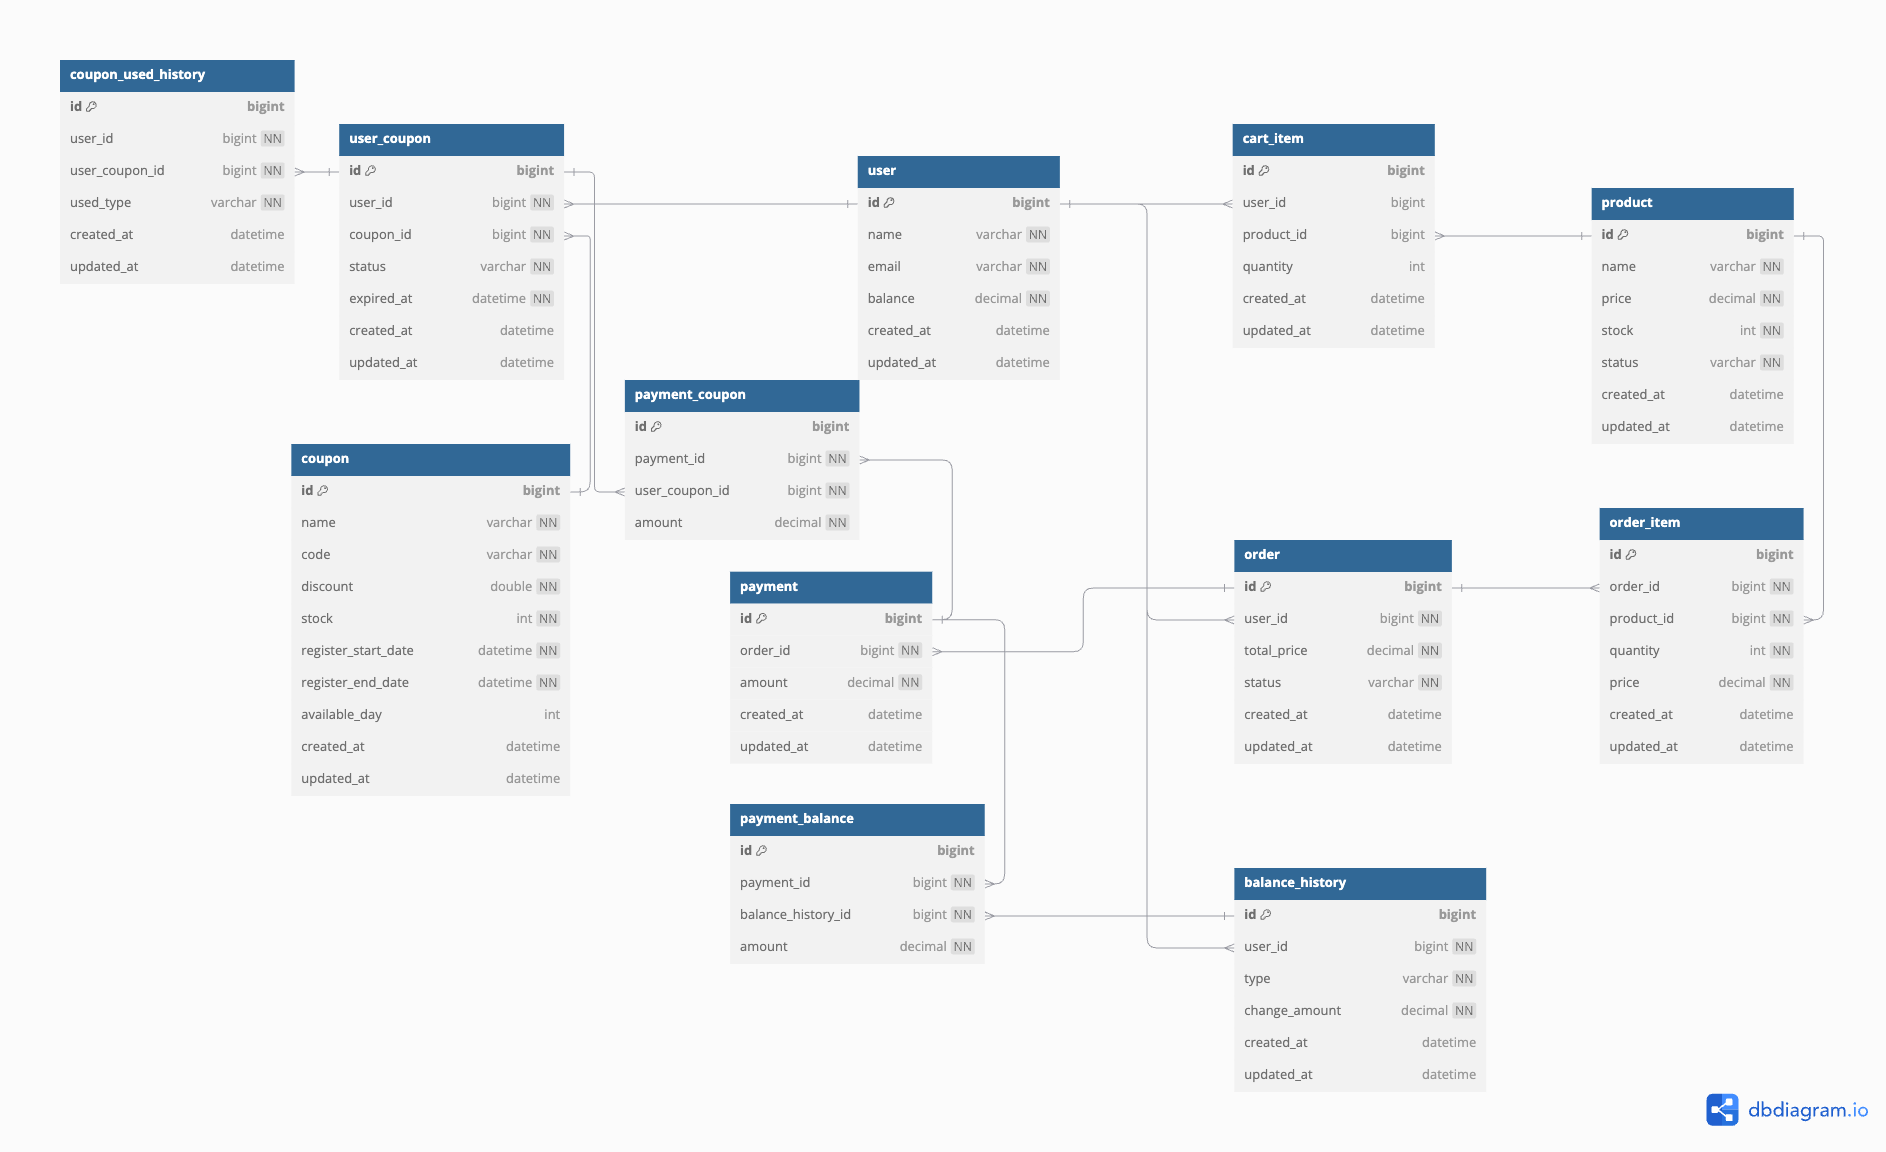 coupon_used_history
id bigint
user_id bigint NN
user_coupon_id bigint NN
used_type varchar NN
created_at datetime
updated_at datetime
user_coupon
id bigint
user_id bigint NN
coupon_id bigint NN
status varchar NN
expired_at datetime NN
created_at datetime
updated_at datetime
user
id bigint
name varchar NN
email varchar NN
balance decimal NN
created_at datetime
updated_at datetime
cart_item
id bigint
user_id bigint
product_id bigint
quantity int
created_at datetime
updated_at datetime
product
id bigint
name varchar NN
price decimal NN
stock int NN
status varchar NN
created_at datetime
updated_at datetime
payment_coupon
id bigint
payment_id bigint NN
user_coupon_id bigint NN
amount decimal NN
coupon
id bigint
name varchar NN
code varchar NN
discount double NN
stock int NN
register_start_date datetime NN
register_end_date datetime NN
available_day int
created_at datetime
updated_at datetime
payment
id bigint
order_id bigint NN
amount decimal NN
created_at datetime
updated_at datetime
order
id bigint
user_id bigint NN
total_price decimal NN
status varchar NN
created_at datetime
updated_at datetime
order_item
id bigint
order_id bigint NN
product_id bigint NN
quantity int NN
price decimal NN
created_at datetime
updated_at datetime
payment_balance
id bigint
payment_id bigint NN
balance_history_id bigint NN
amount decimal NN
balance_history
id bigint
user_id bigint NN
type varchar NN
change_amount decimal NN
created_at datetime
updated_at datetime
dbdiagram.io